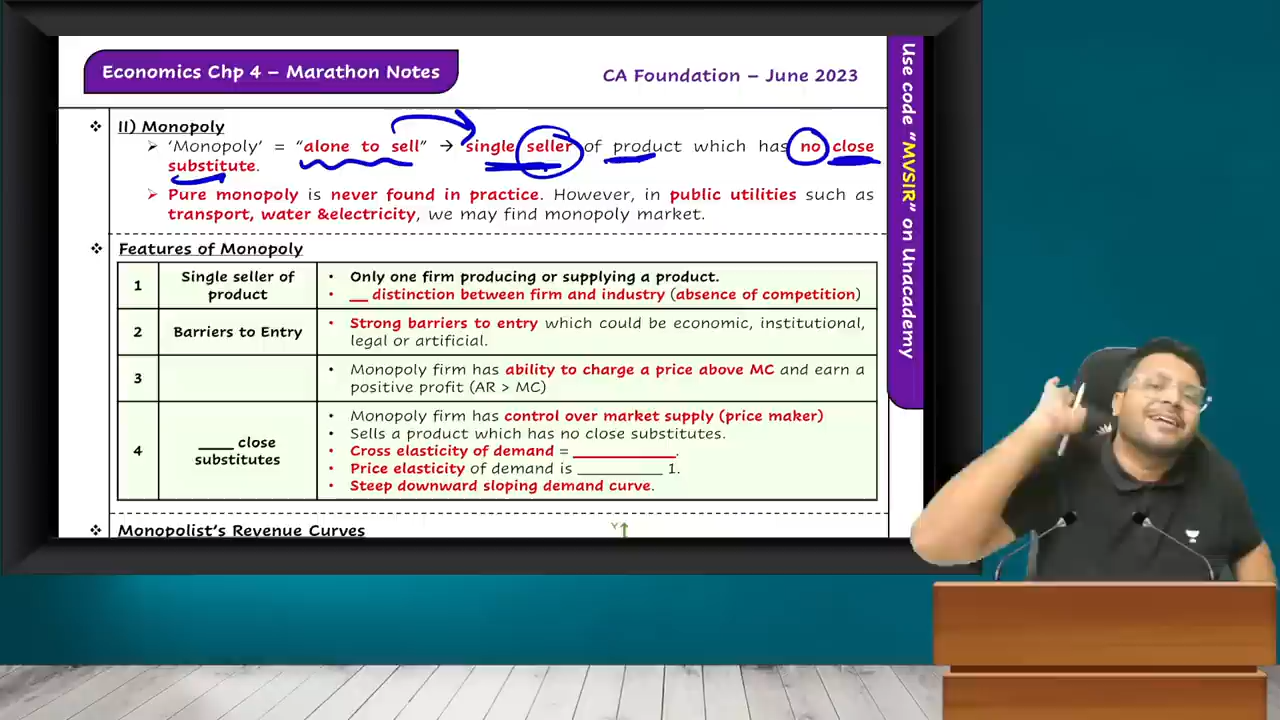 Economics Chp 4 – Marathon Notes
CA Foundation – June 2023
❖ II) Monopoly
➢ 'Monopoly' = "alone to sell" → single seller of product which has no close
substitute.
➢ Pure monopoly is never found in practice. However, in public utilities such as
transport, water &electricity, we may find monopoly market.
❖ Features of Monopoly
1
Single seller of
product
• Only one firm producing or supplying a product.
• __ distinction between firm and industry (absence of competition)
2
Barriers to Entry
• Strong barriers to entry which could be economic, institutional,
legal or artificial.
3
• Monopoly firm has ability to charge a price above MC and earn a
positive profit (AR > MC)
4
____ close
substitutes
• Monopoly firm has control over market supply (price maker)
• Sells a product which has no close substitutes.
• Cross elasticity of demand = ___________.
• Price elasticity of demand is _________ 1.
• Steep downward sloping demand curve.
❖ Monopolist's Revenue Curves
Y
Use code "MVSIR" on Unacademy